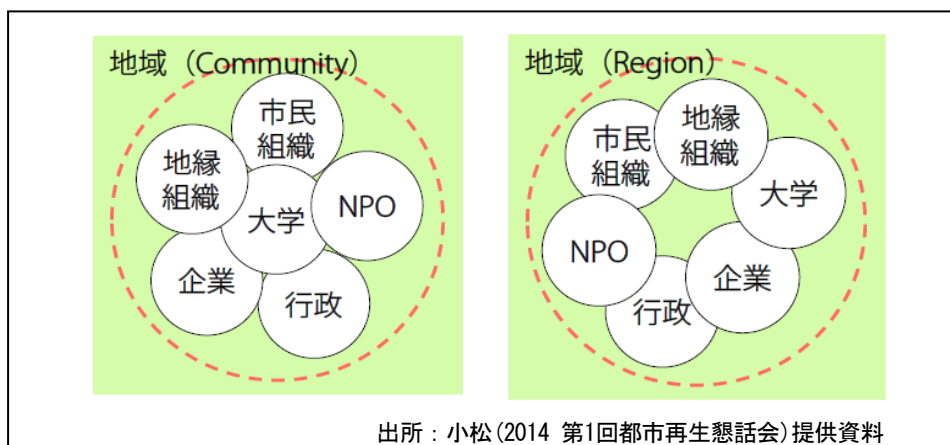 地域（Community）
市民
組織
地縁
組織
大学
NPO
企業
行政
地域（Region）
市民
組織
地縁
組織
大学
NPO
企業
行政
出所：小松(2014 第1回都市再生懇話会)提供資料